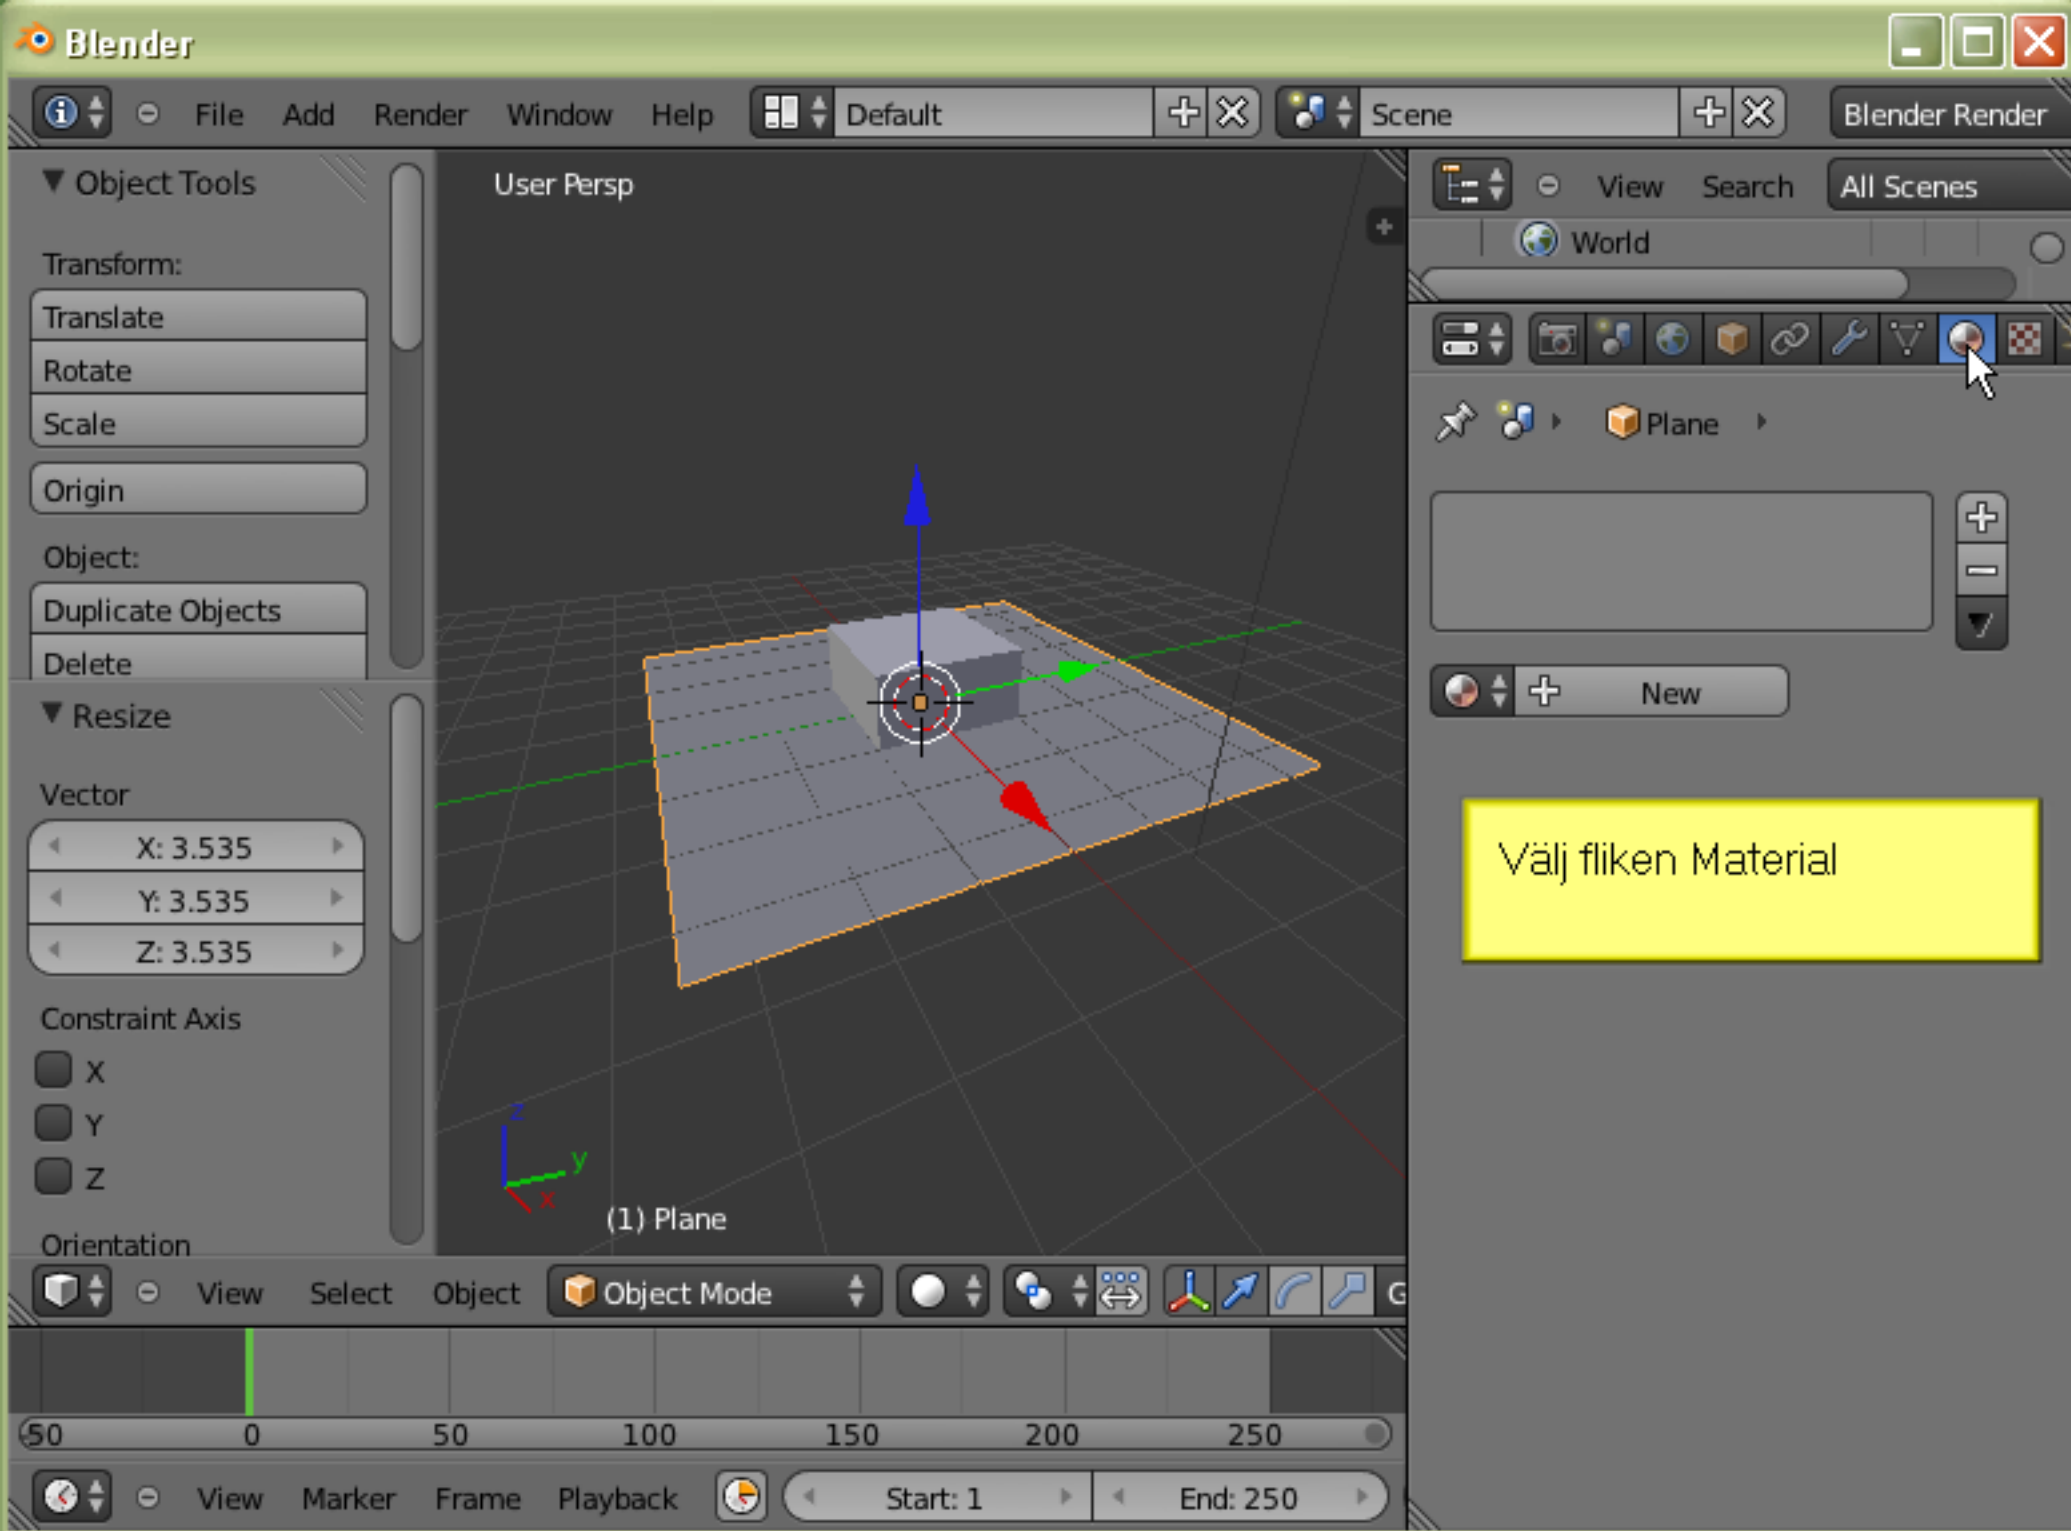 Blender
File Add Render Window Help Default Scene Blender Render
Object Tools
Transform:
Translate
Rotate
Scale
Origin
Object:
Duplicate Objects
Delete
Resize
Vector
X: 3.535
Y: 3.535
Z: 3.535
Constraint Axis
X
Y
Z
Orientation
User Persp
z
y
x
(1) Plane
View Select Object Object Mode G
-50 0 50 100 150 200 250
View Marker Frame Playback Start: 1 End: 250
View Search All Scenes
World
Plane
New
Välj fliken Material